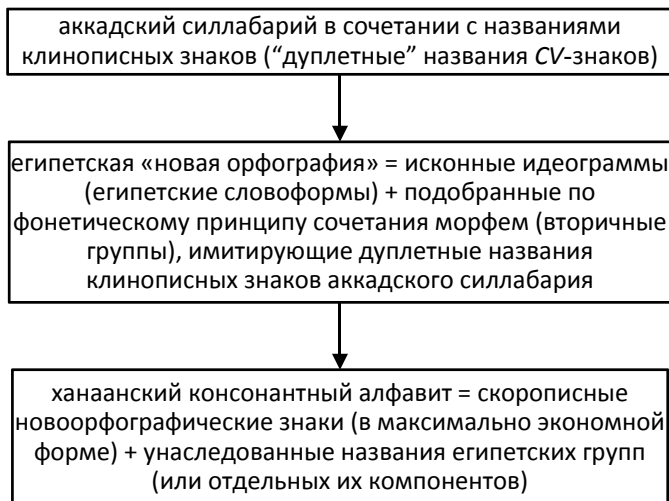 аккадский силлабарий в сочетании с названиями
клинописных знаков (“дуплетные” названия CV-знаков)
египетская «новая орфография» = исконные идеограммы
(египетские словоформы) + подобранные по
фонетическому принципу сочетания морфем (вторичные
группы), имитирующие дуплетные названия
клинописных знаков аккадского силлабария
ханаанский консонантный алфавит = скорописные
новоорфографические знаки (в максимально экономной
форме) + унаследованные названия египетских групп
(или отдельных их компонентов)